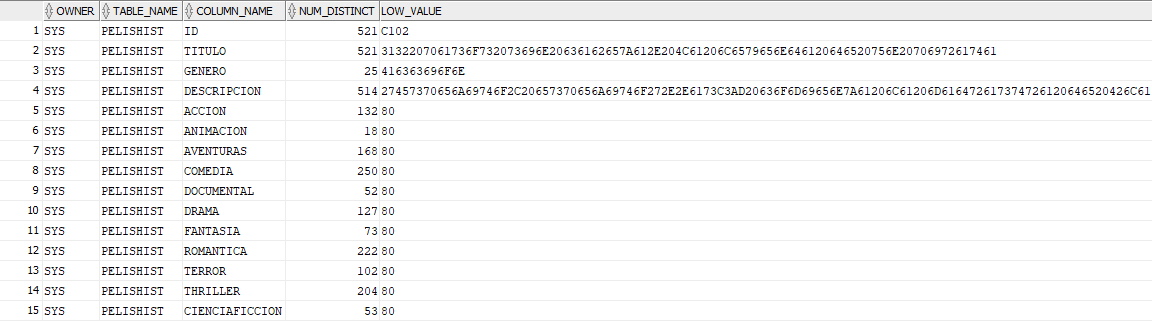 OWNER TABLE_NAME COLUMN_NAME NUM_DISTINCT LOW_VALUE
1 SYS PELISHIST ID 521 C102
2 SYS PELISHIST TITULO 521 3132207061736F732073696E20636162657A612E204C61206C6579656E646120646520756E20706972617461
3 SYS PELISHIST GENERO 25 416363696F6E
4 SYS PELISHIST DESCRIPCION 514 27457370656A69746F2C20657370656A69746F272E2E6173C3AD20636F6D69656E7A61206C61206D616472617374726120646520426C61
5 SYS PELISHIST ACCION 132 80
6 SYS PELISHIST ANIMACION 18 80
7 SYS PELISHIST AVENTURAS 168 80
8 SYS PELISHIST COMEDIA 250 80
9 SYS PELISHIST DOCUMENTAL 52 80
10 SYS PELISHIST DRAMA 127 80
11 SYS PELISHIST FANTASIA 73 80
12 SYS PELISHIST ROMANTICA 222 80
13 SYS PELISHIST TERROR 102 80
14 SYS PELISHIST THRILLER 204 80
15 SYS PELISHIST CIENCIAFICCION 53 80